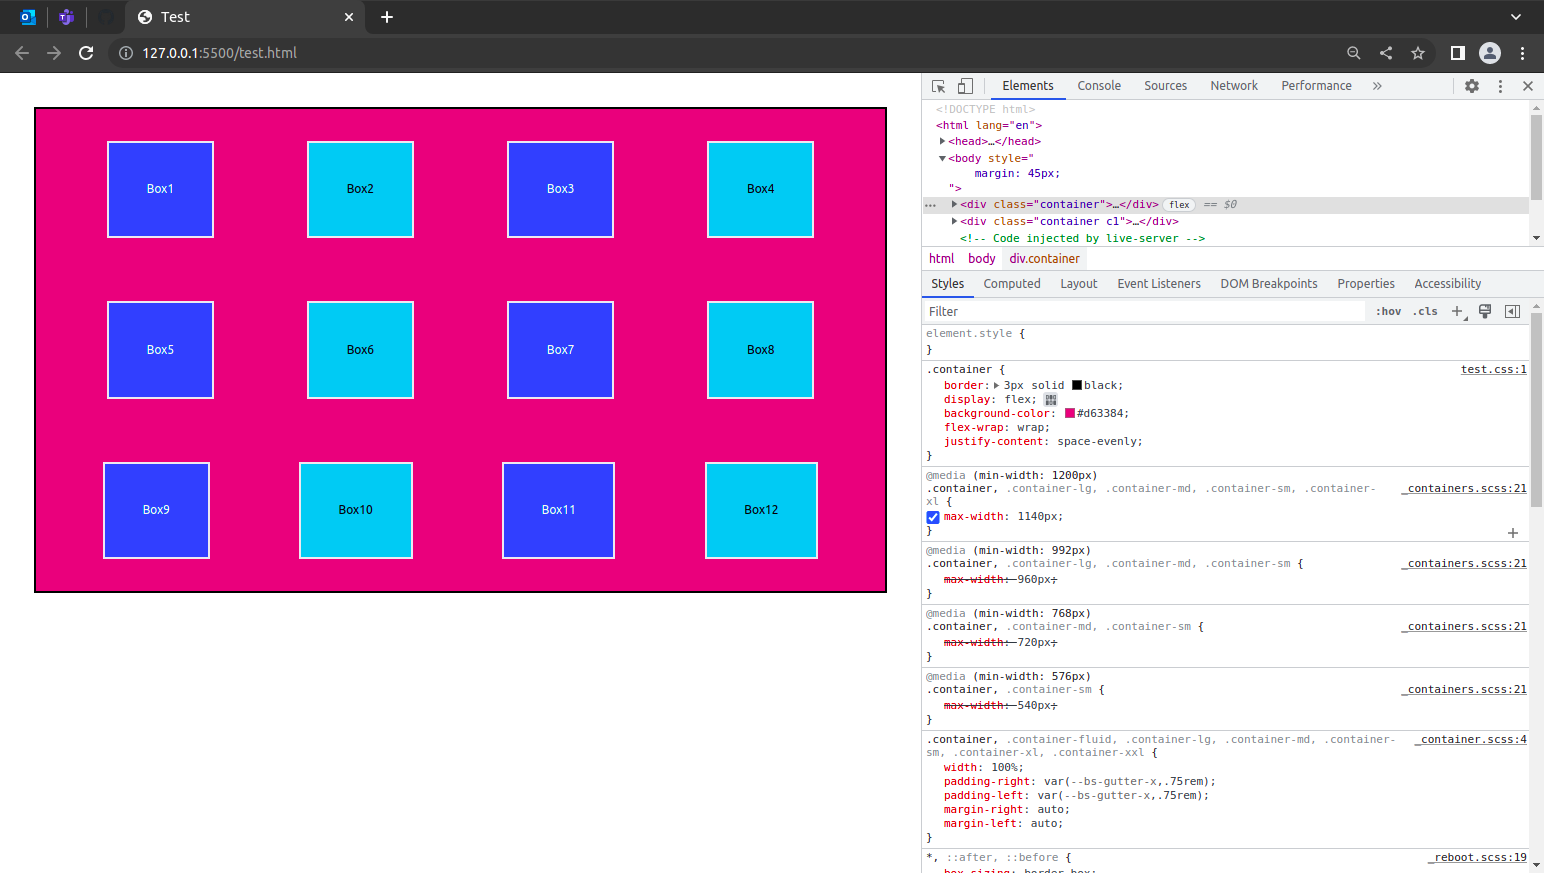 Test
127.0.0.1:5500/test.html
Box1 Box2 Box3 Box4
Box5 Box6 Box7 Box8
Box9 Box10 Box11 Box12
Elements Console Sources Network Performance »
<!DOCTYPE html>
<html lang="en">
<head>…</head>
<body style="
margin: 45px;
">
<div class="container">…</div> flex == $0
<div class="container c1">…</div>
<!-- Code injected by live-server -->
html body div.container
Styles Computed Layout Event Listeners DOM Breakpoints Properties Accessibility
Filter :hov .cls
element.style {
}
.container { test.css:1
border: 3px solid black;
display: flex;
background-color: #d63384;
flex-wrap: wrap;
justify-content: space-evenly;
}
@media (min-width: 1200px)
.container, .container-lg, .container-md, .container-sm, .container- _containers.scss:21
xl {
max-width: 1140px;
}
@media (min-width: 992px)
.container, .container-lg, .container-md, .container-sm { _containers.scss:21
max-width: 960px;
}
@media (min-width: 768px)
.container, .container-md, .container-sm { _containers.scss:21
max-width: 720px;
}
@media (min-width: 576px)
.container, .container-sm { _containers.scss:21
max-width: 540px;
}
.container, .container-fluid, .container-lg, .container-md, .container- _container.scss:4
sm, .container-xl, .container-xxl {
width: 100%;
padding-right: var(--bs-gutter-x,.75rem);
padding-left: var(--bs-gutter-x,.75rem);
margin-right: auto;
margin-left: auto;
}
*, ::after, ::before { _reboot.scss:19
box-sizing: border-box;